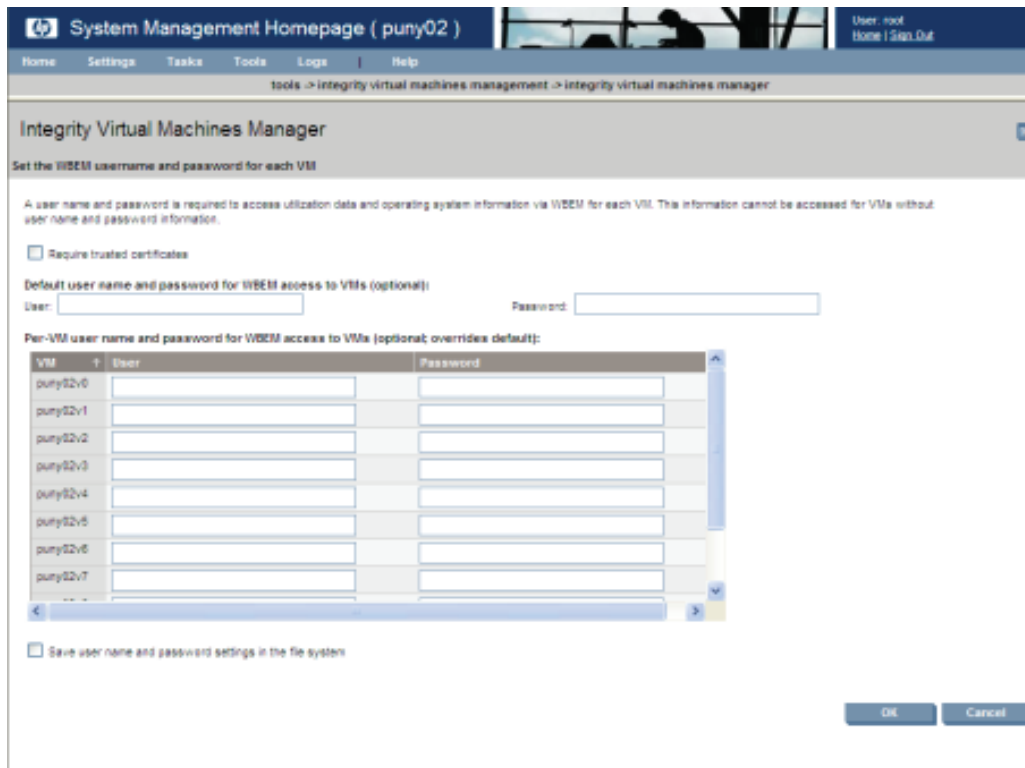 hp System Management Homepage ( puny02 )
User: root
Home | Sign Out
Home Settings Tasks Tools Logs | Help
tools -> integrity virtual machines management -> integrity virtual machines manager
Integrity Virtual Machines Manager
Set the WBEM username and password for each VM
A user name and password is required to access utilization data and operating system information via WBEM for each VM. This information cannot be accessed for VMs without
user name and password information.
Require trusted certificates
Default user name and password for WBEM access to VMs (optional):
User: Password:
Per-VM user name and password for WBEM access to VMs (optional; overrides default):
VM User Password
puny02v0
puny02v1
puny02v2
puny02v3
puny02v4
puny02v5
puny02v6
puny02v7
Save user name and password settings in the file system
OK Cancel